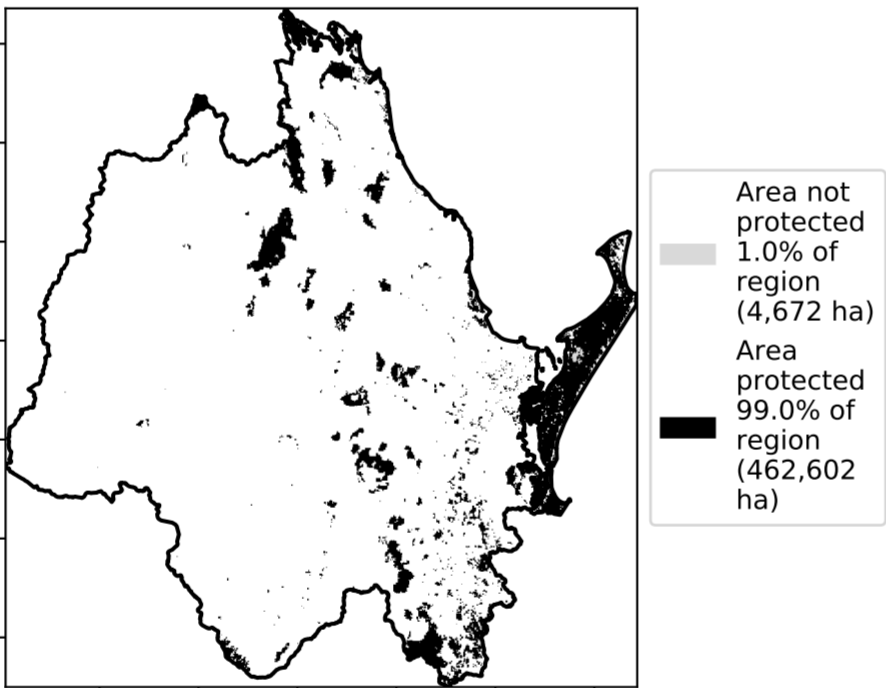 Area not
protected
1.0% of
region
(4,672 ha)
Area
protected
99.0% of
region
(462,602
ha)